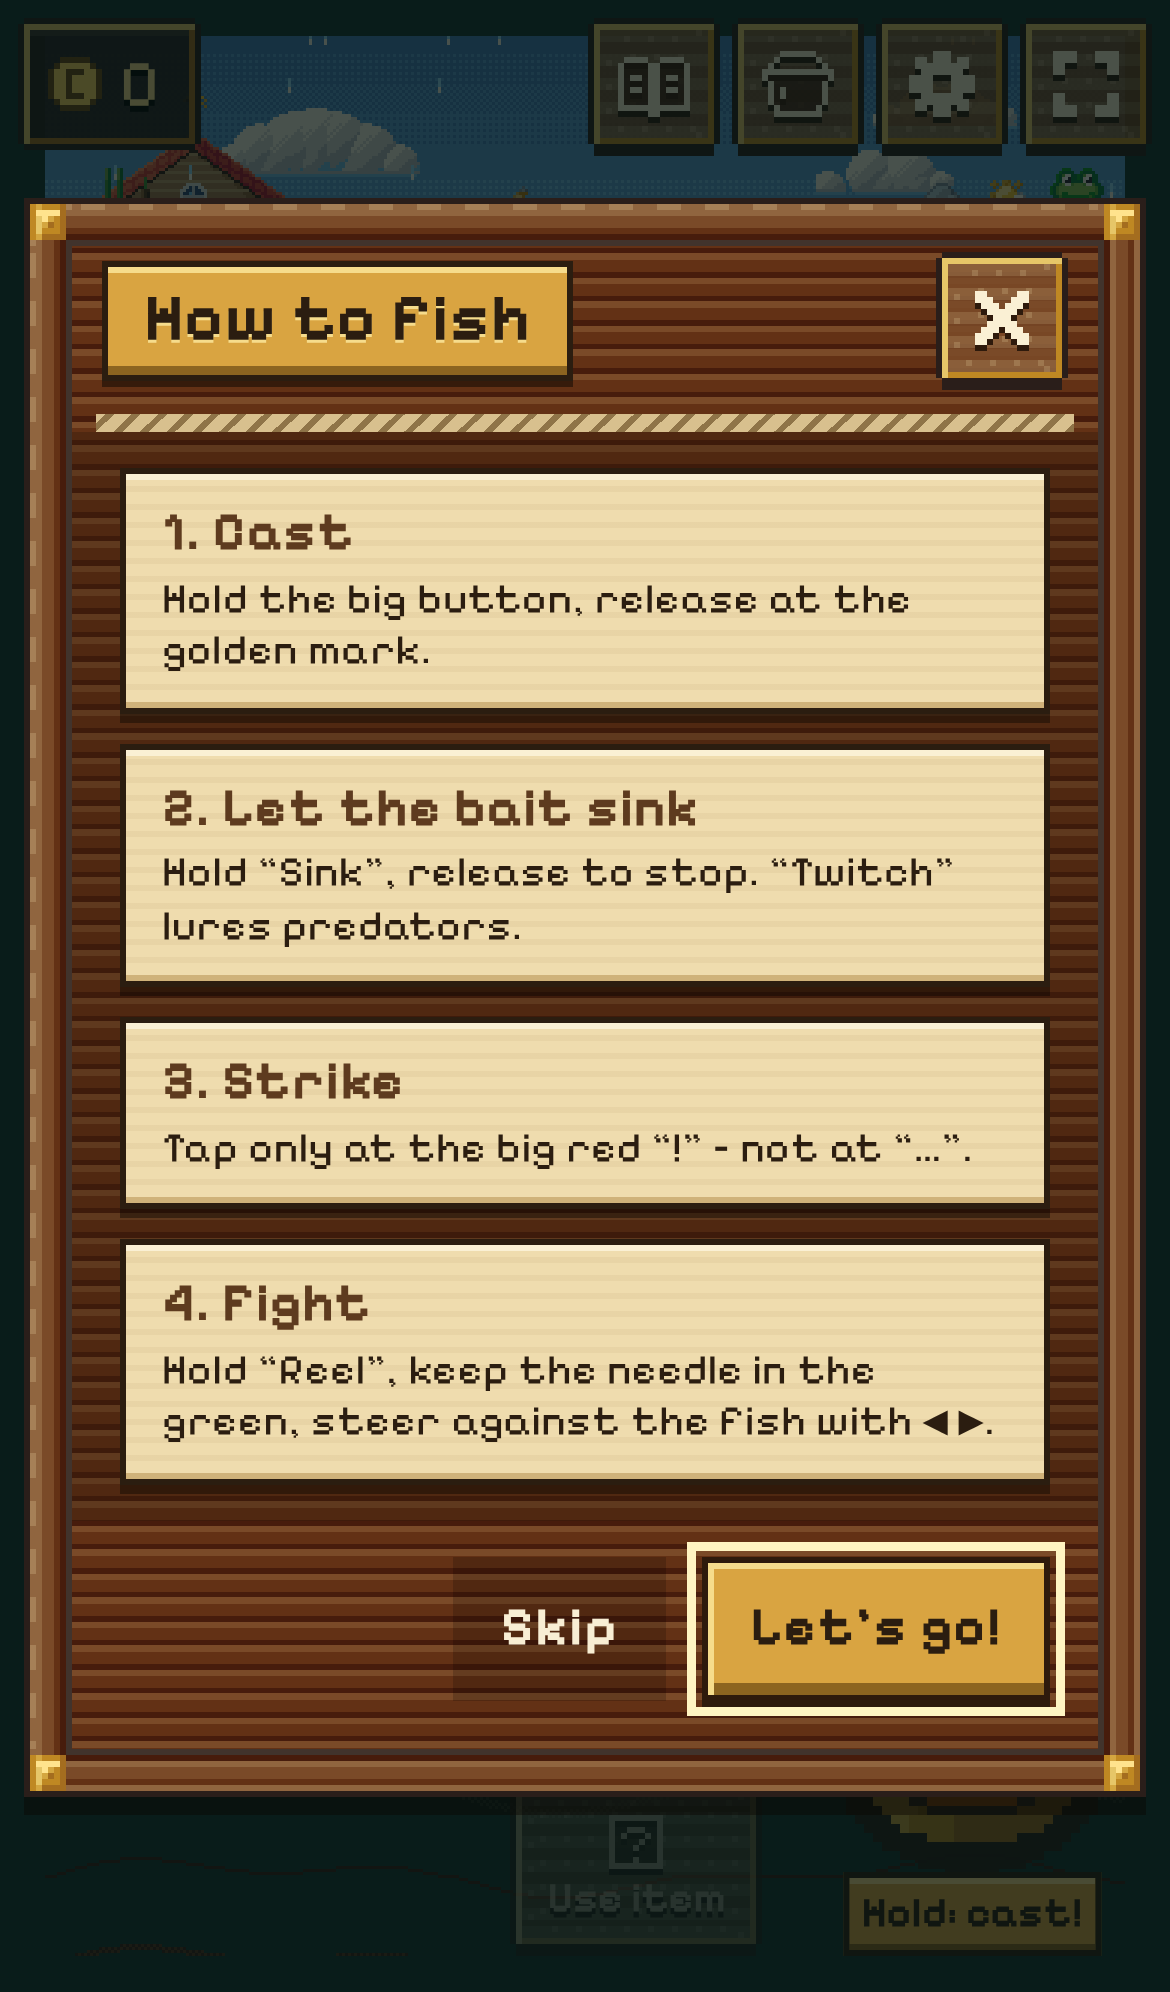 0
How to fish
1. Cast
Hold the big button, release at the
golden mark.
2. Let the bait sink
Hold “Sink”, release to stop. “Twitch”
lures predators.
3. Strike
Tap only at the big red “!” - not at “…”.
4. Fight
Hold “Reel”, keep the needle in the
green, steer against the fish with ◀ ▶.
Skip
Let's go!
?
Use item
Hold: cast!